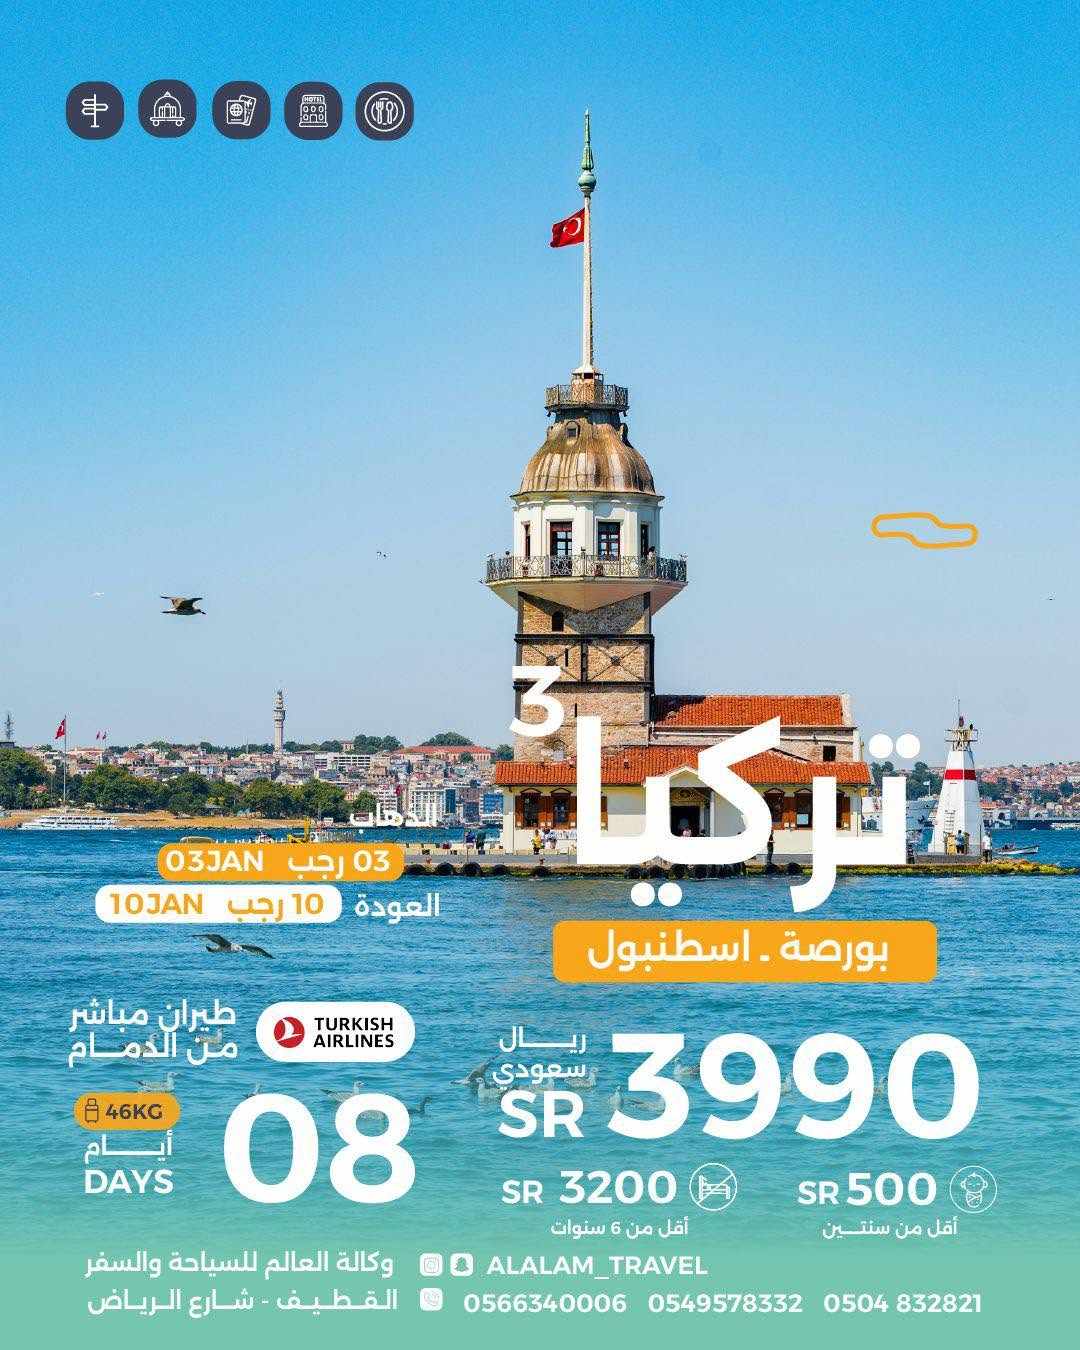 HOTEL
تركيا 3
بورصة - اسطنبول
الذهاب
03 رجب 03JAN
العودة 10 رجب 10JAN
طيران مباشر
من الدمام
TURKISH
AIRLINES
46KG
08
أيام
DAYS
3990 ريال سعودي
SR
SR 3200
أقل من 6 سنوات
SR 500
أقل من سنتين
وكالة العالم للسياحة والسفر
ALALAM_TRAVEL
القطيف - شارع الرياض
0566340006 0549578332 0504 832821